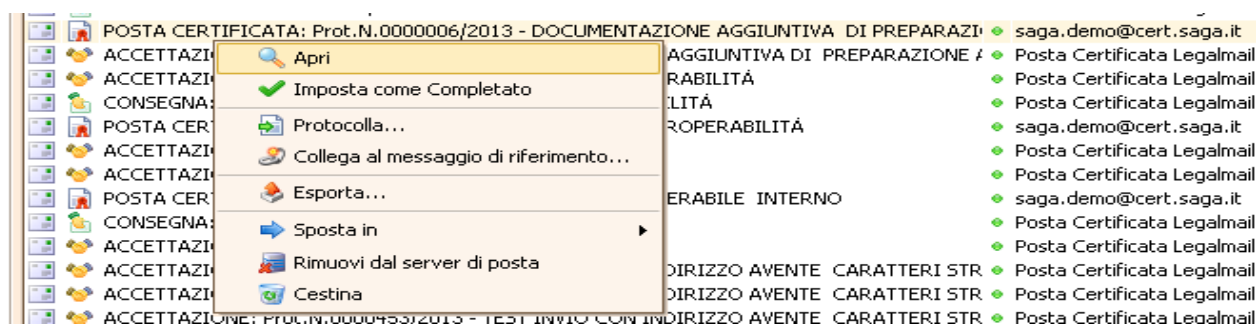 POSTA CERTIFICATA: Prot.N.0000006/2013 - DOCUMENTAZIONE AGGIUNTIVA DI PREPARAZI saga.demo@cert.saga.it
ACCETTAZI AGGIUNTIVA DI PREPARAZIONE Posta Certificata Legalmail
ACCETTAZI RABILITÁ Posta Certificata Legalmail
CONSEGNA: LITÁ Posta Certificata Legalmail
POSTA CER ROPERABILITÁ saga.demo@cert.saga.it
ACCETTAZI Posta Certificata Legalmail
ACCETTAZI Posta Certificata Legalmail
POSTA CER ERABILE INTERNO saga.demo@cert.saga.it
CONSEGNA: Posta Certificata Legalmail
ACCETTAZI Posta Certificata Legalmail
ACCETTAZI DIRIZZO AVENTE CARATTERI STR Posta Certificata Legalmail
ACCETTAZI DIRIZZO AVENTE CARATTERI STR Posta Certificata Legalmail
ACCETTAZIONE: Prot.N.0000453/2013 - TEST INVIO CON INDIRIZZO AVENTE CARATTERI STR Posta Certificata Legalmail
Apri
Imposta come Completato
Protocolla...
Collega al messaggio di riferimento...
Esporta...
Sposta in
Rimuovi dal server di posta
Cestina